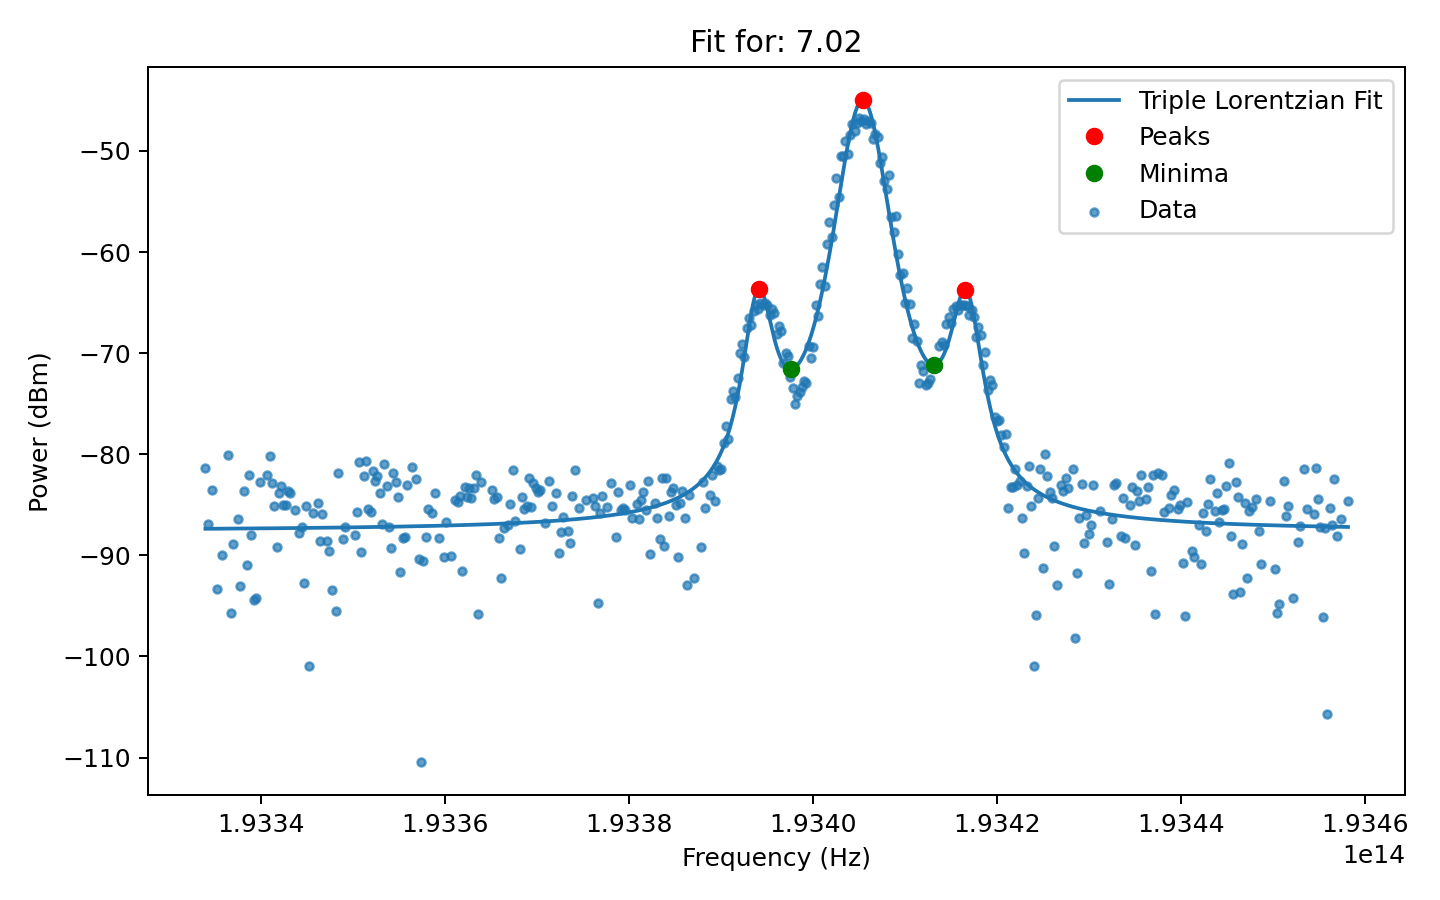 Fit for: 7.02
Triple Lorentzian Fit
Peaks
Minima
Data
Power (dBm)
−50
−60
−70
−80
−90
−100
−110
1.9334 1.9336 1.9338 1.9340 1.9342 1.9344 1.9346
Frequency (Hz)
1e14